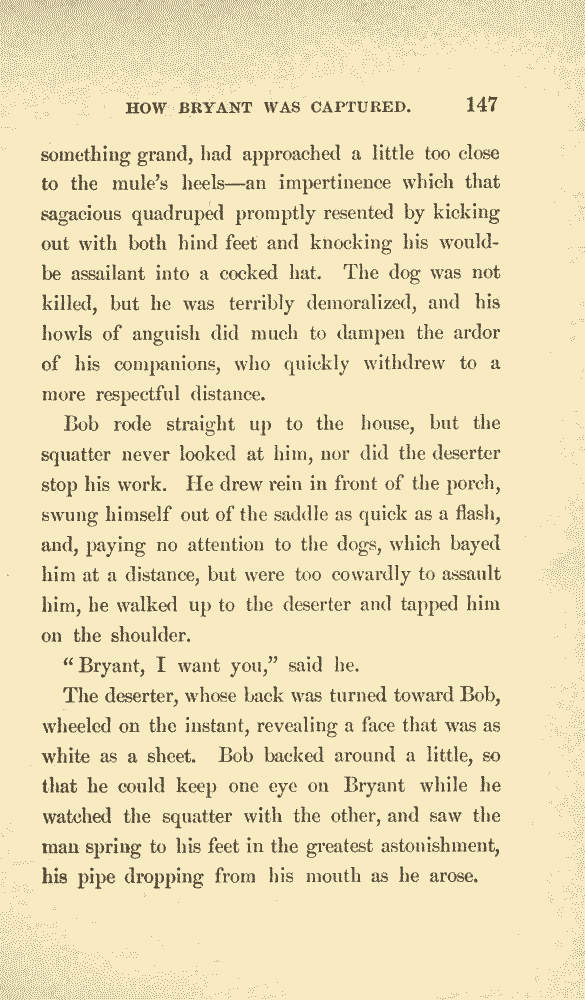 HOW BRYANT WAS CAPTURED. 147
something grand, had approached a little too close
to the mule's heels—an impertinence which that
sagacious quadruped promptly resented by kicking
out with both hind feet and knocking his would-
be assailant into a cocked hat. The dog was not
killed, but he was terribly demoralized, and his
howls of anguish did much to dampen the ardor
of his companions, who quickly withdrew to a
more respectful distance.
Bob rode straight up to the house, but the
squatter never looked at him, nor did the deserter
stop his work. He drew rein in front of the porch,
swung himself out of the saddle as quick as a flash,
and, paying no attention to the dogs, which bayed
him at a distance, but were too cowardly to assault
him, he walked up to the deserter and tapped him
on the shoulder.
“Bryant, I want you,” said he.
The deserter, whose back was turned toward Bob,
wheeled on the instant, revealing a face that was as
white as a sheet. Bob backed around a little, so
that he could keep one eye on Bryant while he
watched the squatter with the other, and saw the
man spring to his feet in the greatest astonishment,
his pipe dropping from his mouth as he arose.